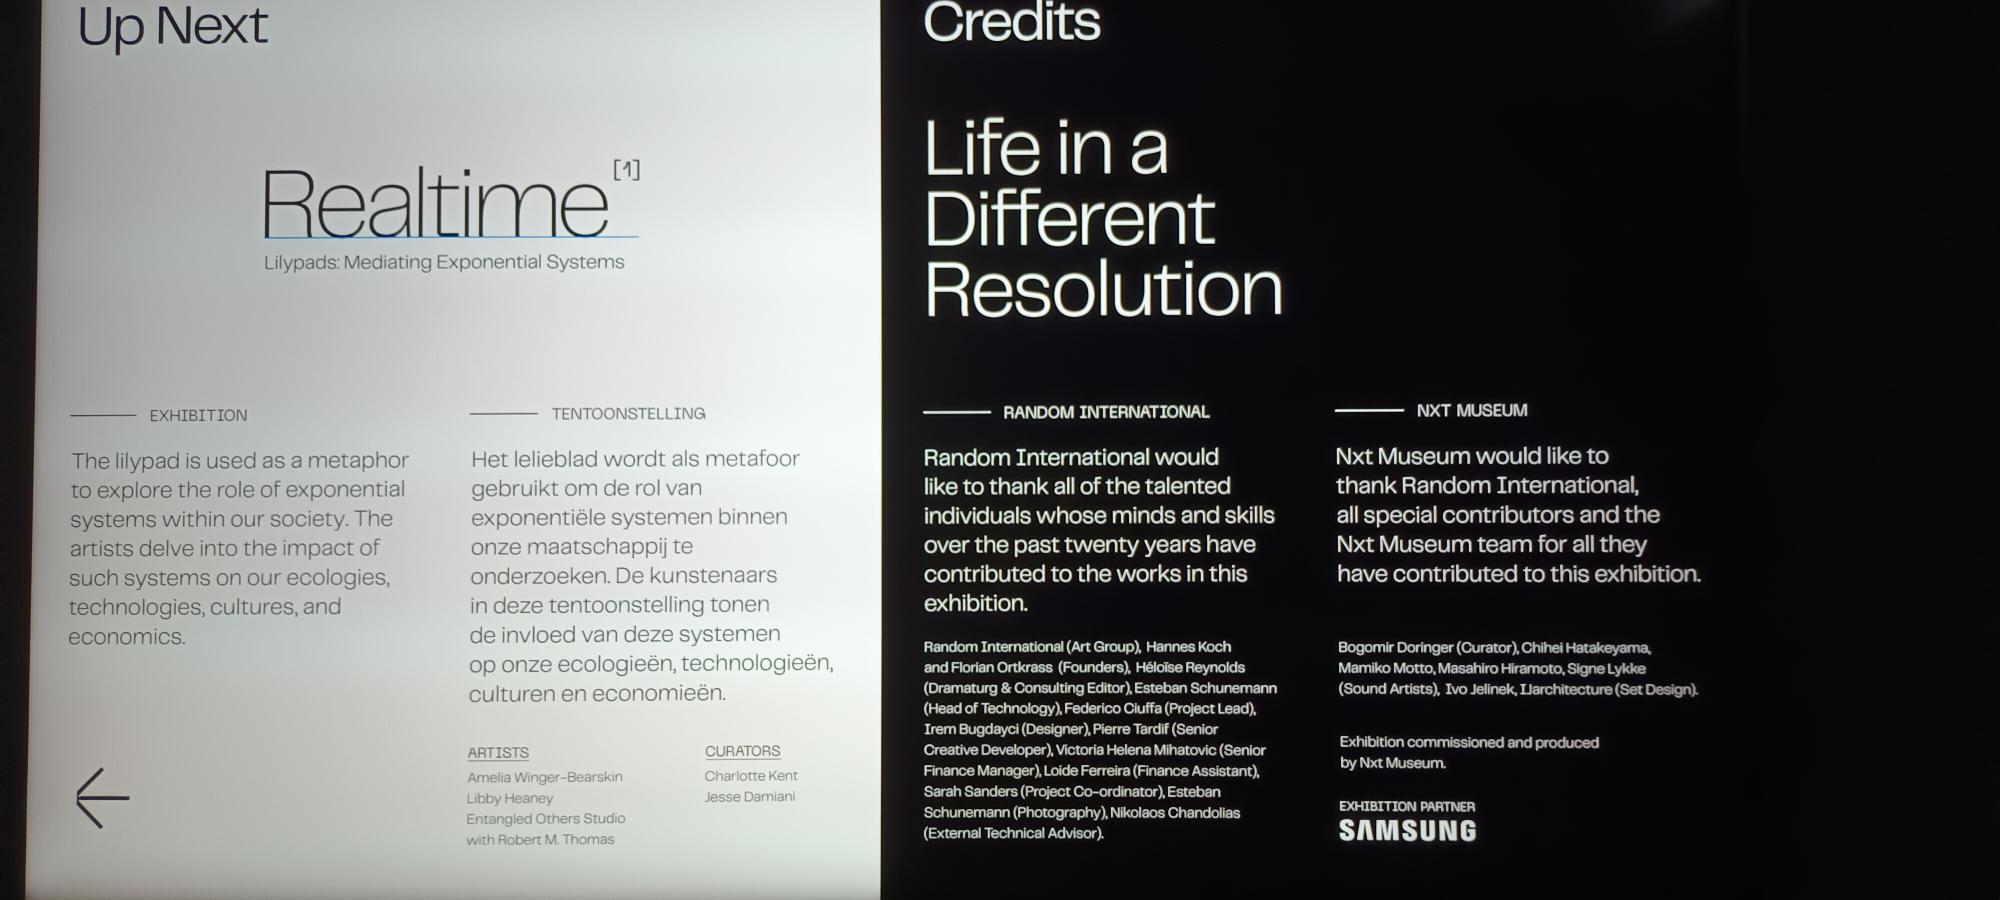 Up Next
Realtime [1]
Lilypads: Mediating Exponential Systems
EXHIBITION
The lilypad is used as a metaphor
to explore the role of exponential
systems within our society. The
artists delve into the impact of
such systems on our ecologies,
technologies, cultures, and
economics.
TENTOONSTELLING
Het lelieblad wordt als metafoor
gebruikt om de rol van
exponentiële systemen binnen
onze maatschappij te
onderzoeken. De kunstenaars
in deze tentoonstelling tonen
de invloed van deze systemen
op onze ecologieën, technologieën,
culturen en economieën.
ARTISTS
Amelia Winger-Bearskin
Libby Heaney
Entangled Others Studio
with Robert M. Thomas
CURATORS
Charlotte Kent
Jesse Damiani
Credits
Life in a
Different
Resolution
RANDOM INTERNATIONAL
Random International would
like to thank all of the talented
individuals whose minds and skills
over the past twenty years have
contributed to the works in this
exhibition.
Random International (Art Group), Hannes Koch
and Florian Ortkrass (Founders), Héloïse Reynolds
(Dramaturg & Consulting Editor), Esteban Schunemann
(Head of Technology), Federico Ciuffa (Project Lead),
Irem Bugdayci (Designer), Pierre Tardif (Senior
Creative Developer), Victoria Helena Mihatovic (Senior
Finance Manager), Loide Ferreira (Finance Assistant),
Sarah Sanders (Project Co-ordinator), Esteban
Schunemann (Photography), Nikolaos Chandolias
(External Technical Advisor).
NXT MUSEUM
Nxt Museum would like to
thank Random International,
all special contributors and the
Nxt Museum team for all they
have contributed to this exhibition.
Bogomir Doringer (Curator), Chihei Hatakeyama,
Mamiko Motto, Masahiro Hiramoto, Signe Lykke
(Sound Artists), Ivo Jelinek, IJarchitecture (Set Design).
Exhibition commissioned and produced
by Nxt Museum.
EXHIBITION PARTNER
SAMSUNG